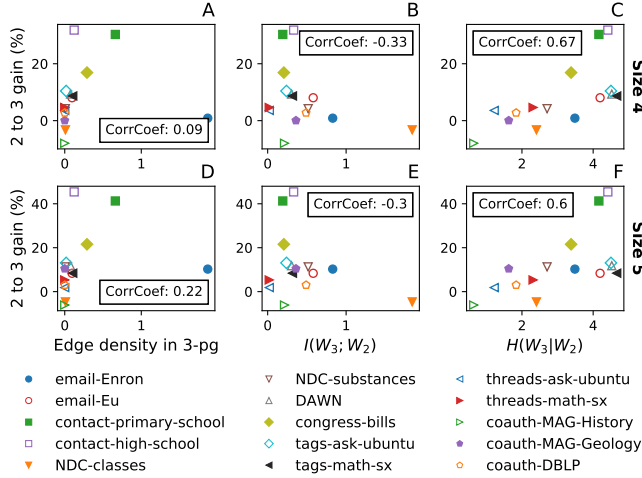 A B C
2 to 3 gain (%)
20
0
0 1
CorrCoef: 0.09
0 1
CorrCoef: -0.33
2 4
CorrCoef: 0.67
Size 4
D E F
2 to 3 gain (%)
40
20
0
0 1
CorrCoef: 0.22
0 1
CorrCoef: -0.3
2 4
CorrCoef: 0.6
Size 5
Edge density in 3-pg I(W₃; W₂) H(W₃|W₂)
email-Enron
email-Eu
contact-primary-school
contact-high-school
NDC-classes
NDC-substances
DAWN
congress-bills
tags-ask-ubuntu
tags-math-sx
threads-ask-ubuntu
threads-math-sx
coauth-MAG-History
coauth-MAG-Geology
coauth-DBLP